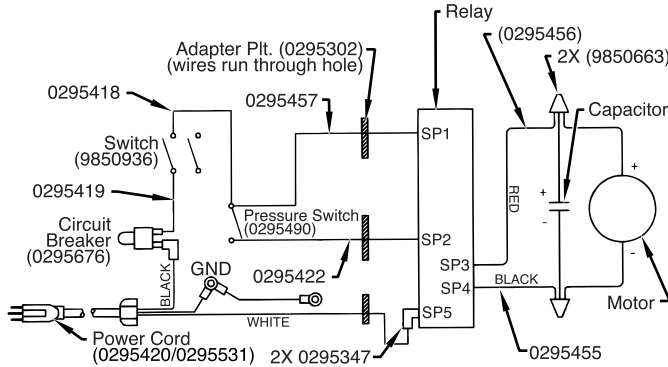 Relay
Adapter Plt. (0295302)
(wires run through hole)
(0295456)
2X (9850663)
0295418
0295457
Capacitor
Switch
(9850936)
SP1
0295419
RED
+
+
-
Circuit
Breaker
(0295676)
Pressure Switch
(0295490)
SP2
-
BLACK
GND
0295422
SP3
SP4
BLACK
Motor
WHITE
SP5
Power Cord
(0295420/0295531)
2X 0295347
0295455